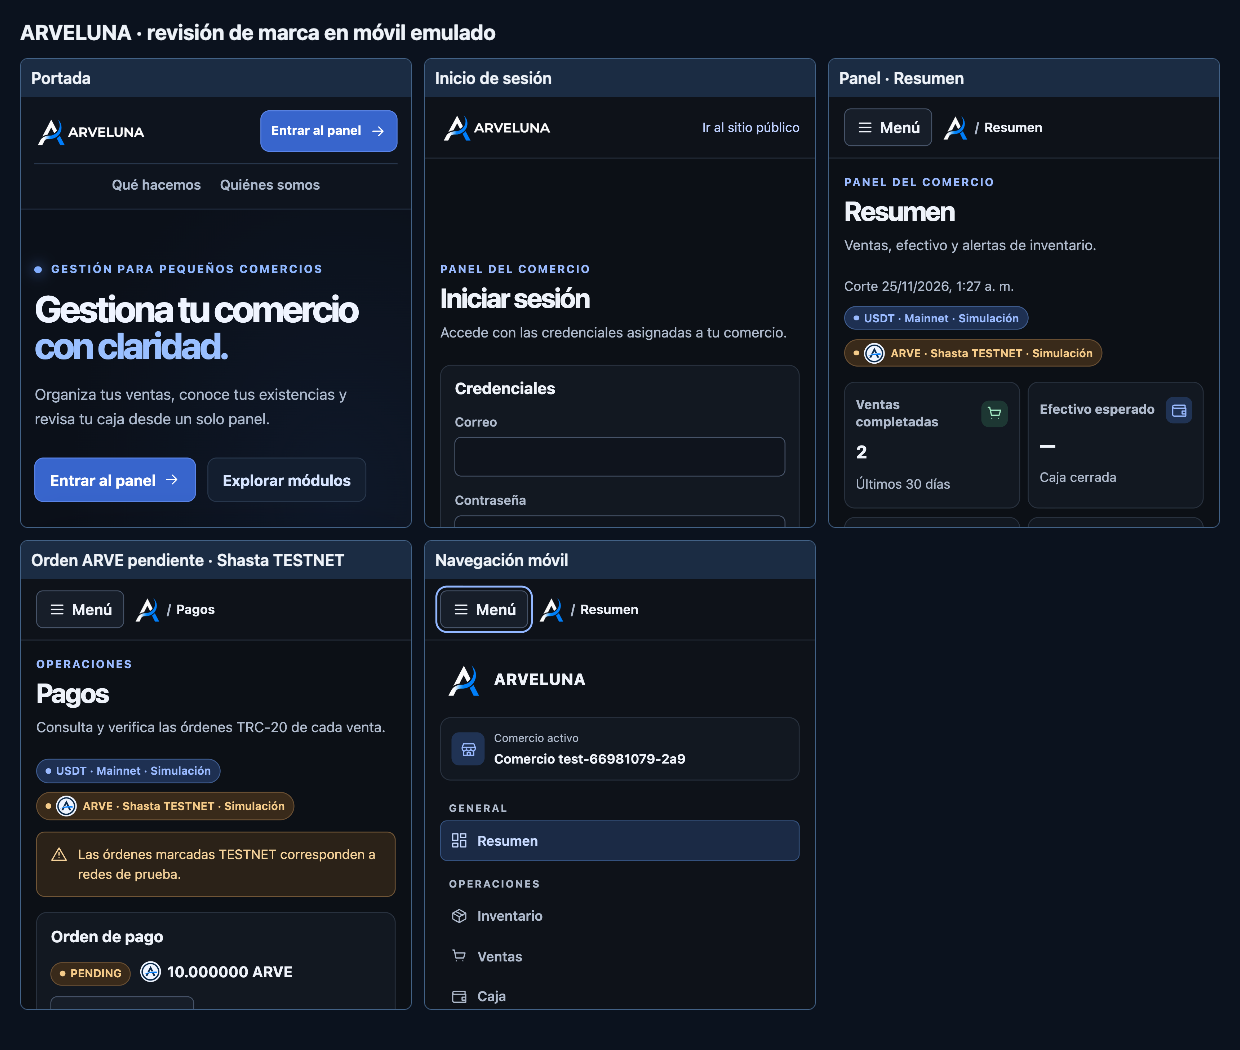 ARVELUNA · revisión de marca en móvil emulado
Portada
ARVELUNA
Entrar al panel →
Qué hacemos Quiénes somos
GESTIÓN PARA PEQUEÑOS COMERCIOS
Gestiona tu comercio
con claridad.
Organiza tus ventas, conoce tus existencias y
revisa tu caja desde un solo panel.
Entrar al panel →
Explorar módulos
Inicio de sesión
ARVELUNA
Ir al sitio público
PANEL DEL COMERCIO
Iniciar sesión
Accede con las credenciales asignadas a tu comercio.
Credenciales
Correo
Contraseña
Panel · Resumen
Menú
/ Resumen
PANEL DEL COMERCIO
Resumen
Ventas, efectivo y alertas de inventario.
Corte 25/11/2026, 1:27 a. m.
USDT · Mainnet · Simulación
ARVE · Shasta TESTNET · Simulación
Ventas
completadas
2
Últimos 30 días
Efectivo esperado
—
Caja cerrada
Orden ARVE pendiente · Shasta TESTNET
Menú
/ Pagos
OPERACIONES
Pagos
Consulta y verifica las órdenes TRC-20 de cada venta.
USDT · Mainnet · Simulación
ARVE · Shasta TESTNET · Simulación
Las órdenes marcadas TESTNET corresponden a
redes de prueba.
Orden de pago
PENDING
10.000000 ARVE
Navegación móvil
Menú
/ Resumen
ARVELUNA
Comercio activo
Comercio test-66981079-2a9
GENERAL
Resumen
OPERACIONES
Inventario
Ventas
Caja